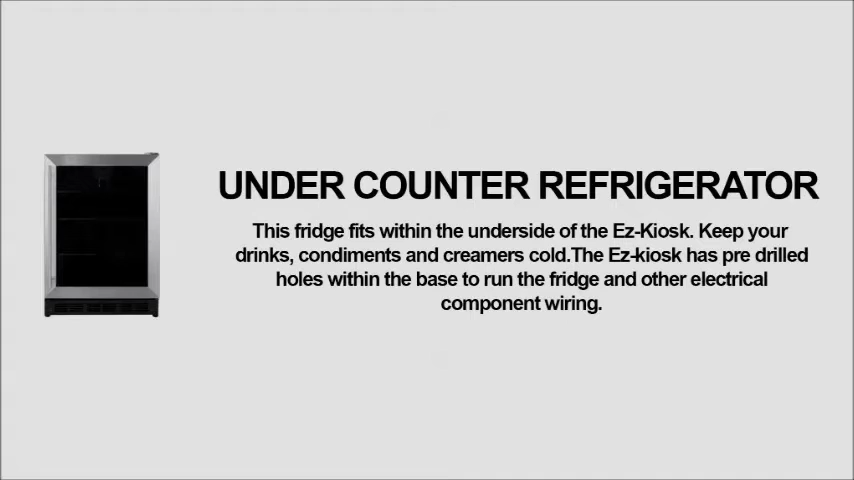 UNDER COUNTER REFRIGERATOR
This fridge fits within the underside of the Ez-Kiosk. Keep your
drinks, condiments and creamers cold.The Ez-kiosk has pre drilled
holes within the base to run the fridge and other electrical
component wiring.